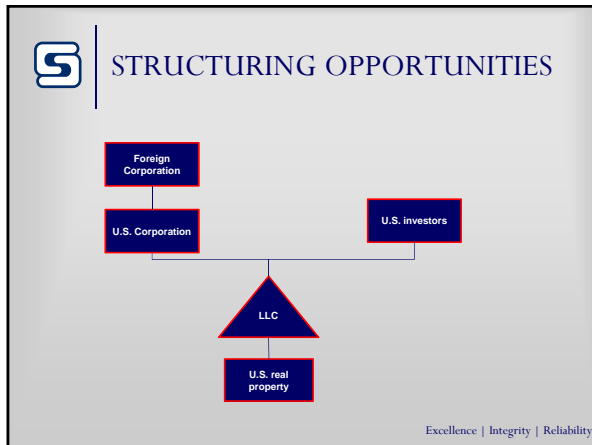 STRUCTURING OPPORTUNITIES
Foreign
Corporation
U.S. Corporation
U.S. investors
LLC
U.S. real
property
Excellence | Integrity | Reliability